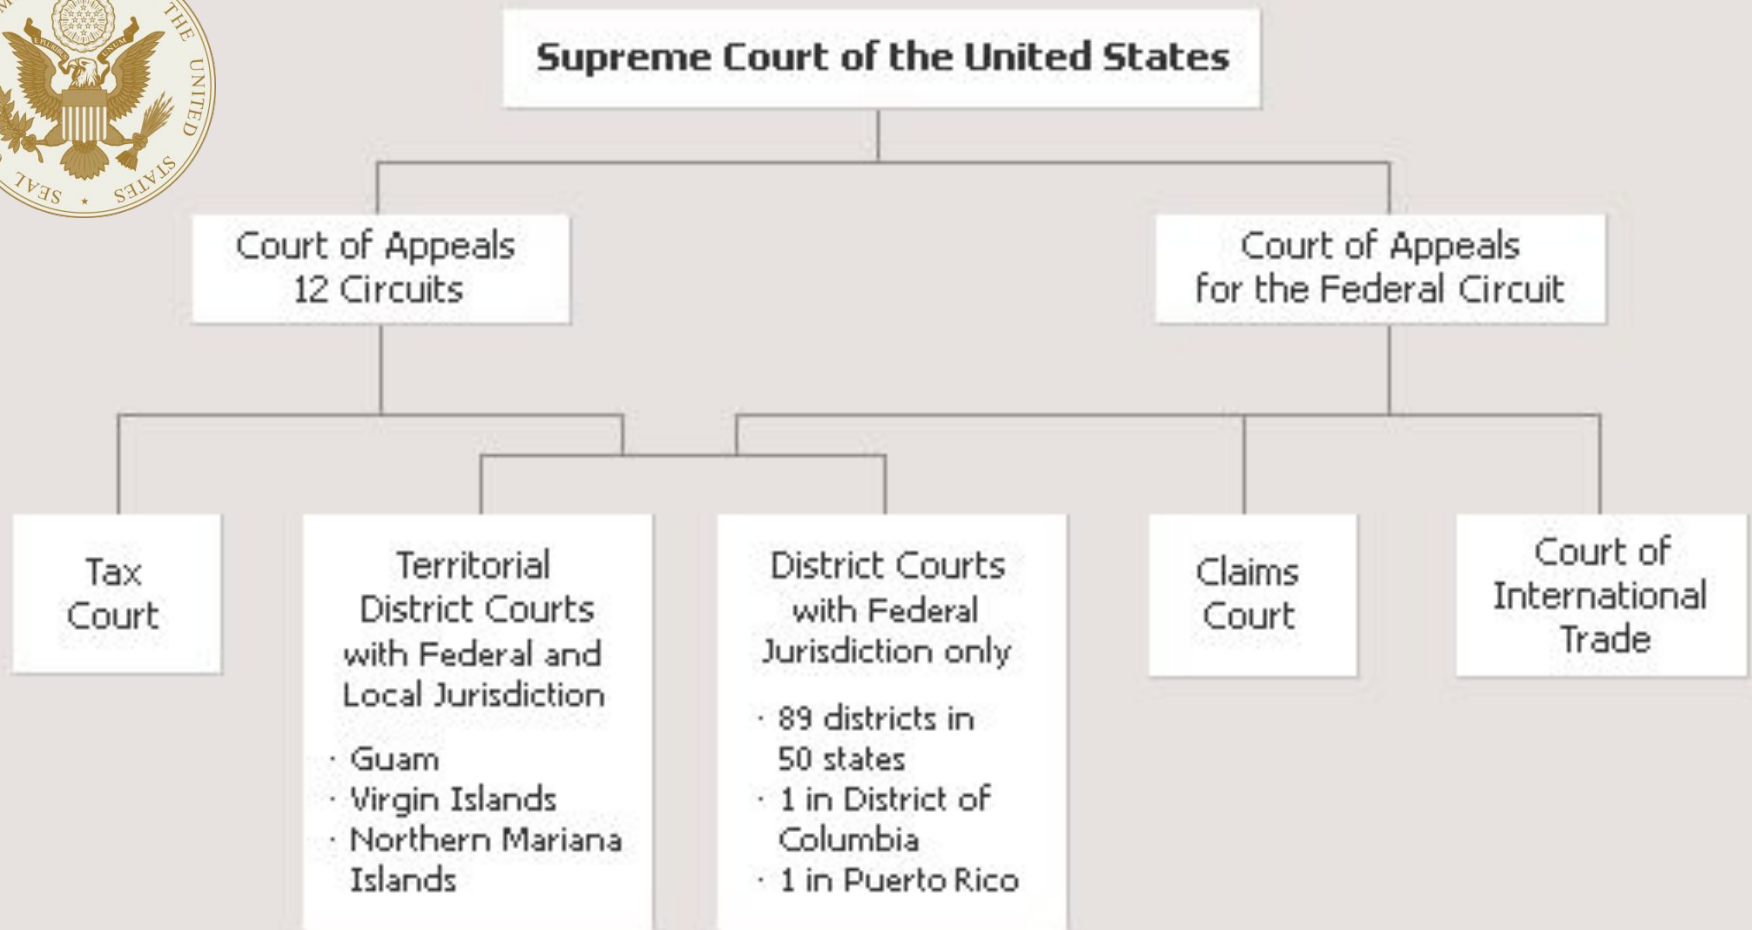 THE UNITED STATES
SEAL
E PLURIBUS UNUM
Supreme Court of the United States
Court of Appeals
12 Circuits
Court of Appeals
for the Federal Circuit
Tax
Court
Territorial
District Courts
with Federal and
Local Jurisdiction
· Guam
· Virgin Islands
· Northern Mariana
Islands
District Courts
with Federal
Jurisdiction only
· 89 districts in
50 states
· 1 in District of
Columbia
· 1 in Puerto Rico
Claims
Court
Court of
International
Trade